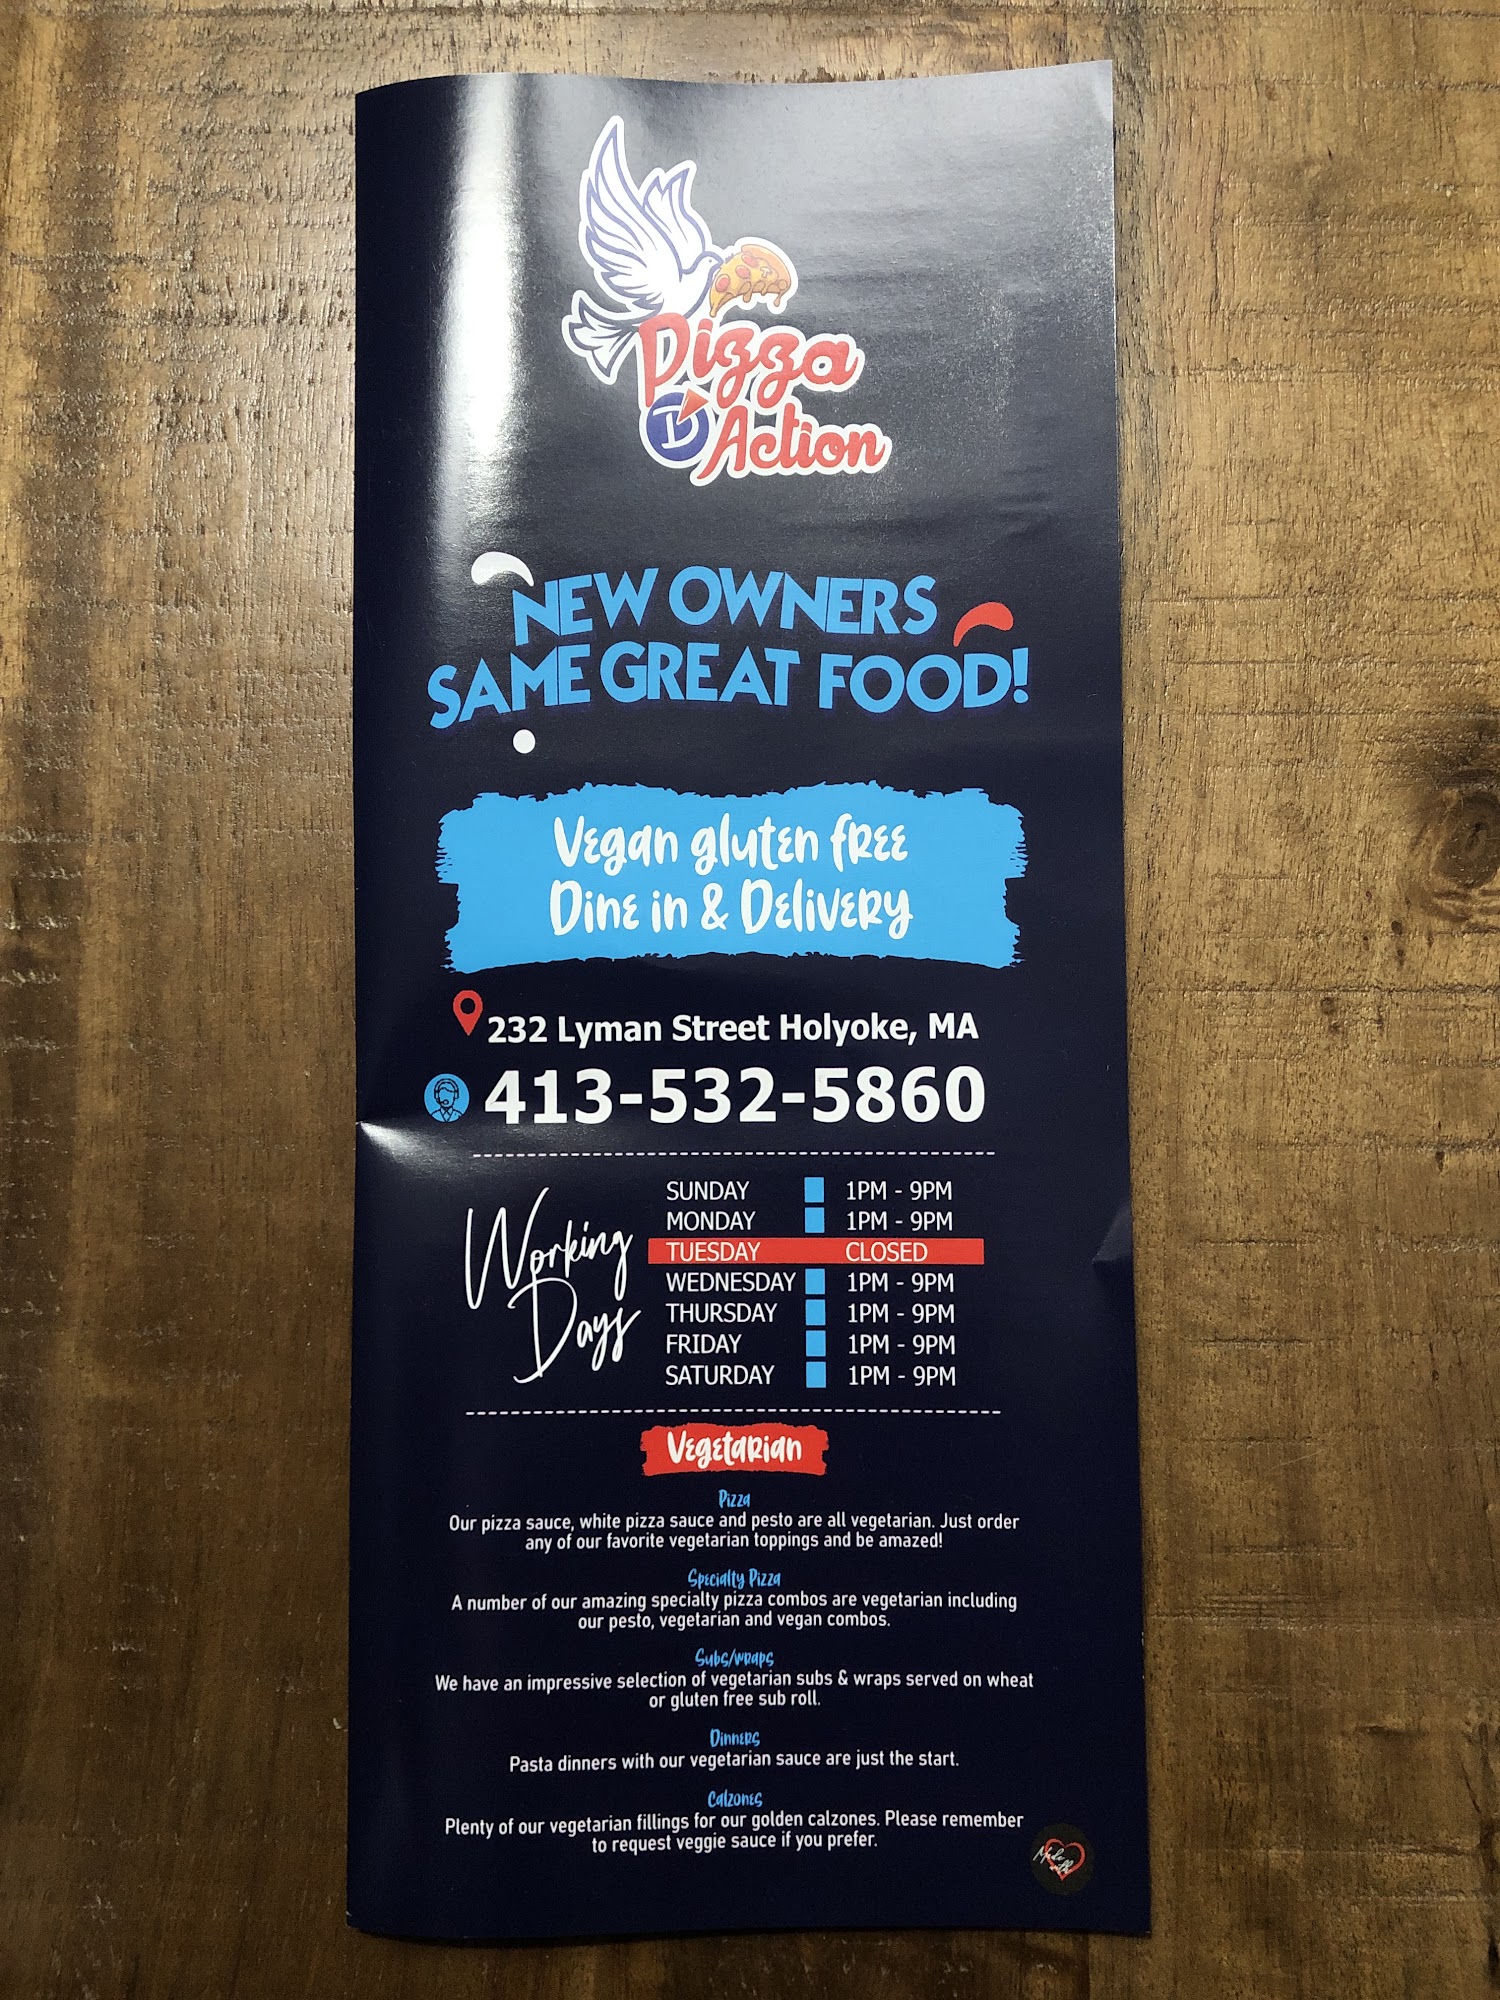 Pizza
D'Action
NEW OWNERS
SAME GREAT FOOD!
Vegan gluten free
Dine in & Delivery
232 Lyman Street Holyoke, MA
413-532-5860
Working
Days
SUNDAY 1PM - 9PM
MONDAY 1PM - 9PM
TUESDAY CLOSED
WEDNESDAY 1PM - 9PM
THURSDAY 1PM - 9PM
FRIDAY 1PM - 9PM
SATURDAY 1PM - 9PM
Vegetarian
Pizza
Our pizza sauce, white pizza sauce and pesto are all vegetarian. Just order
any of our favorite vegetarian toppings and be amazed!
Specialty Pizza
A number of our amazing specialty pizza combos are vegetarian including
our pesto, vegetarian and vegan combos.
Subs/wraps
We have an impressive selection of vegetarian subs & wraps served on wheat
or gluten free sub roll.
Dinners
Pasta dinners with our vegetarian sauce are just the start.
Calzones
Plenty of our vegetarian fillings for our golden calzones. Please remember
to request veggie sauce if you prefer.
Made
with